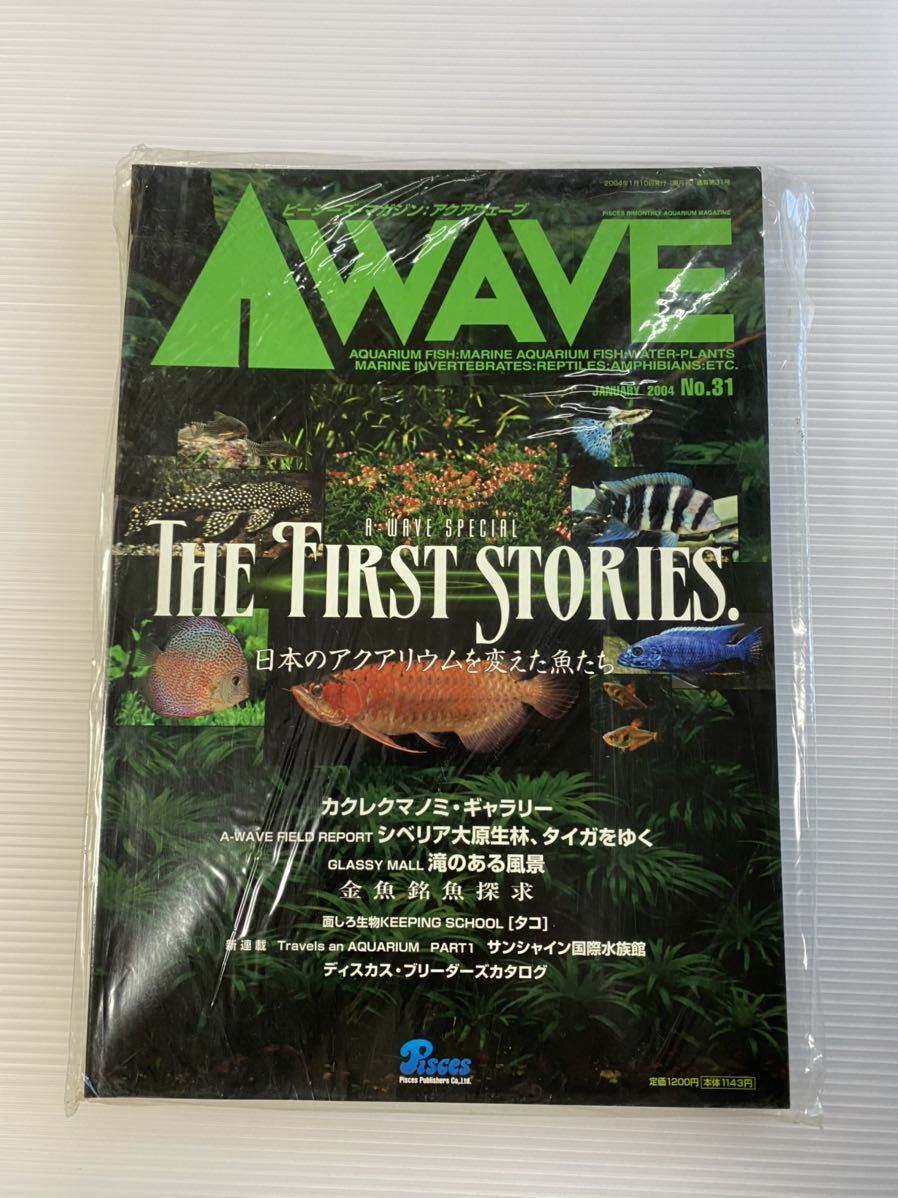 2004年1月10日発行（隔月刊）通巻第31号
ピーシーズ・マガジン：アクアウェーブ
PISCES BIMONTHLY AQUARIUM MAGAZINE
AWAVE
AQUARIUM FISH:MARINE AQUARIUM FISH:WATER-PLANTS
MARINE INVERTEBRATES:REPTILES:AMPHIBIANS:ETC.
JANUARY 2004 No.31
A-WAVE SPECIAL
THE FIRST STORIES.
日本のアクアリウムを変えた魚たち
カクレクマノミ・ギャラリー
A-WAVE FIELD REPORT シベリア大原生林、タイガをゆく
GLASSY MALL 滝のある風景
金魚銘魚探求
面しろ生物KEEPING SCHOOL［タコ］
新連載 Travels an AQUARIUM PART1 サンシャイン国際水族館
ディスカス・ブリーダーズカタログ
Pisces
Pisces Publishers Co., Ltd.
定価1200円 本体1143円